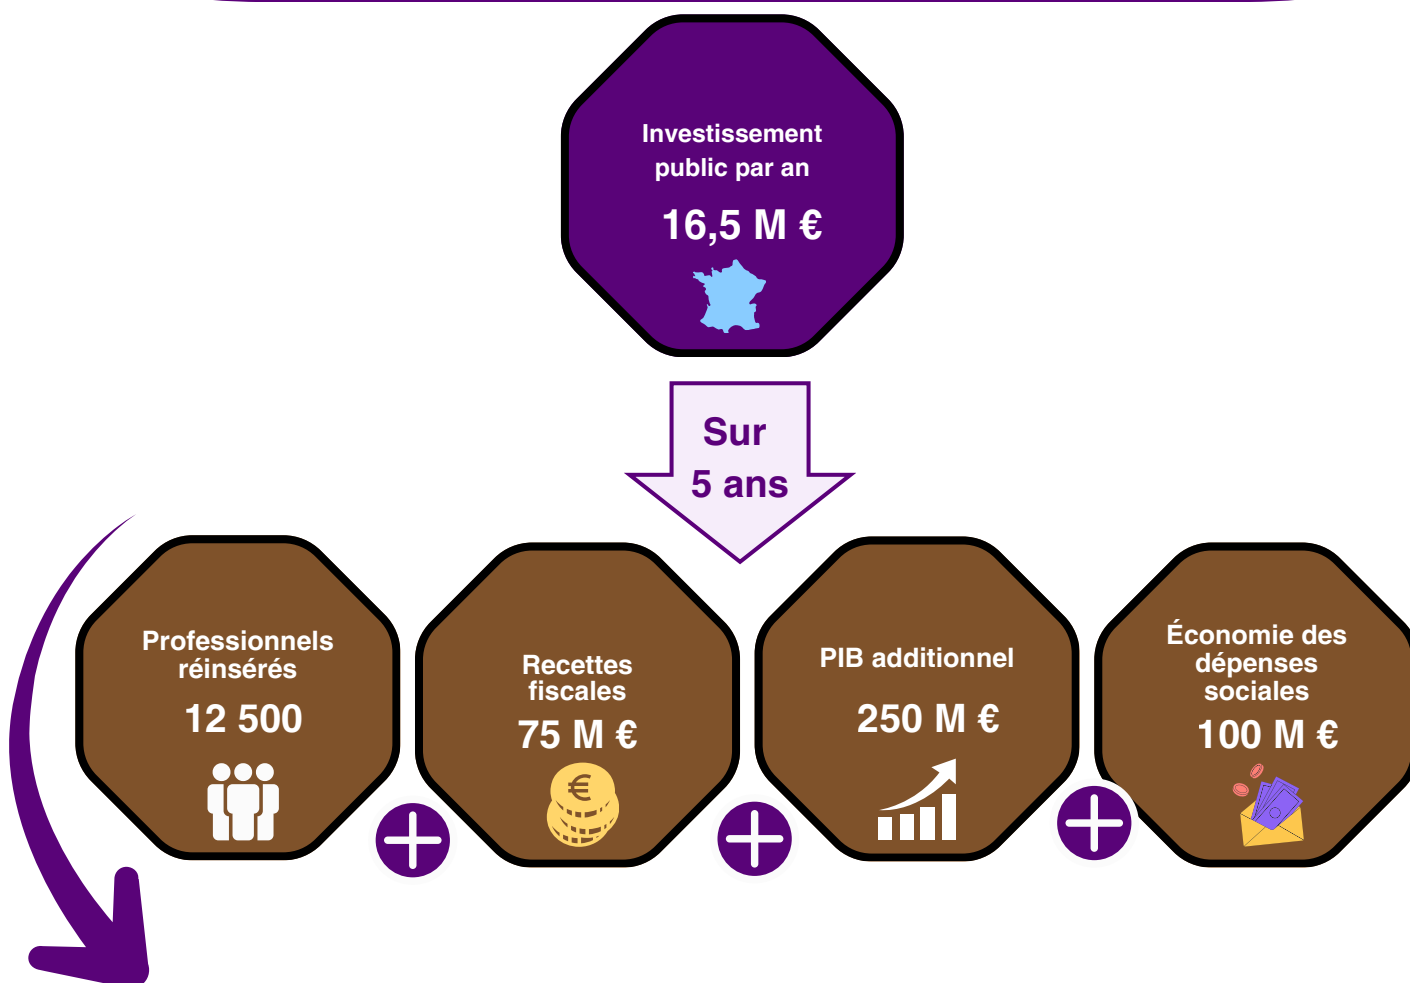 Investissement
public par an
16,5 M €
Sur
5 ans
Professionnels
réinsérés
12 500
Recettes
fiscales
75 M €
€
PIB additionnel
250 M €
Économie des
dépenses
sociales
100 M €